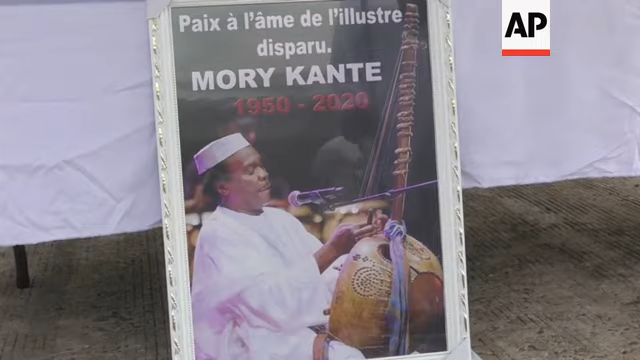 Paix à l'âme de l'illustre
disparu.
MORY KANTE
1950 - 2020
AP